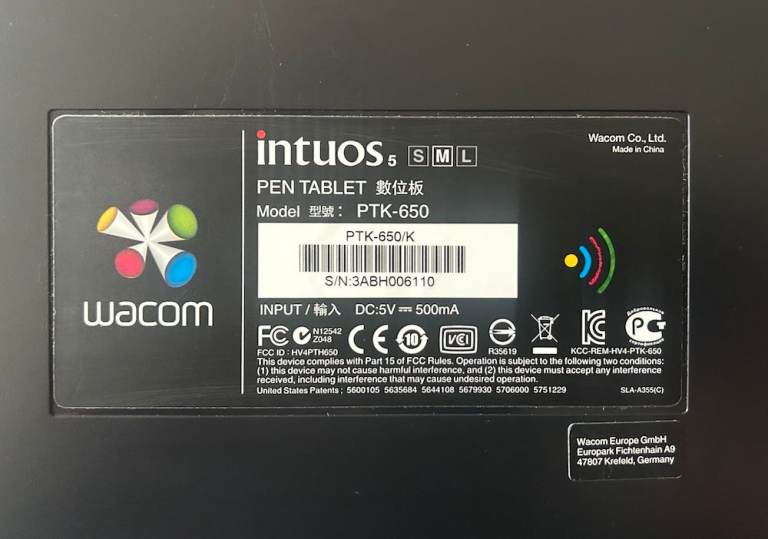 intuos5 S M L
Wacom Co., Ltd.
Made in China
PEN TABLET 數位板
Model 型號： PTK-650
PTK-650/K
S/N:3ABH006110
wacom
INPUT / 輸入 DC:5V ⎓ 500mA
FC N12542 Z048 CE 10 VCI R35619 PG
FCC ID : HV4PTH650 KCC-REM-HV4-PTK-650
This device complies with Part 15 of FCC Rules. Operation is subject to the following two conditions:
(1) this device may not cause harmful interference, and (2) this device must accept any interference
received, including interference that may cause undesired operation.
United States Patents ; 5600105 5635684 5644108 5679930 5706000 5751229 SLA-A355(C)
Wacom Europe GmbH
Europark Fichtenhain A9
47807 Krefeld, Germany